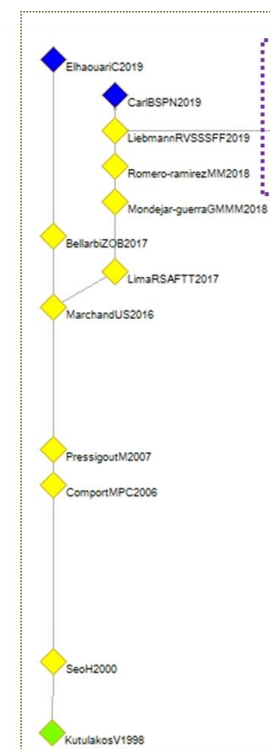 ElhaouariC2019
CarlBSPN2019
LiebmannRVSSSFF2019
Romero-ramirezMM2018
Mondejar-guerraGMMM2018
BellarbiZOB2017
LimaRSAFTT2017
MarchandUS2016
PressigoutM2007
ComportMPC2006
SeoH2000
KutulakosV1998